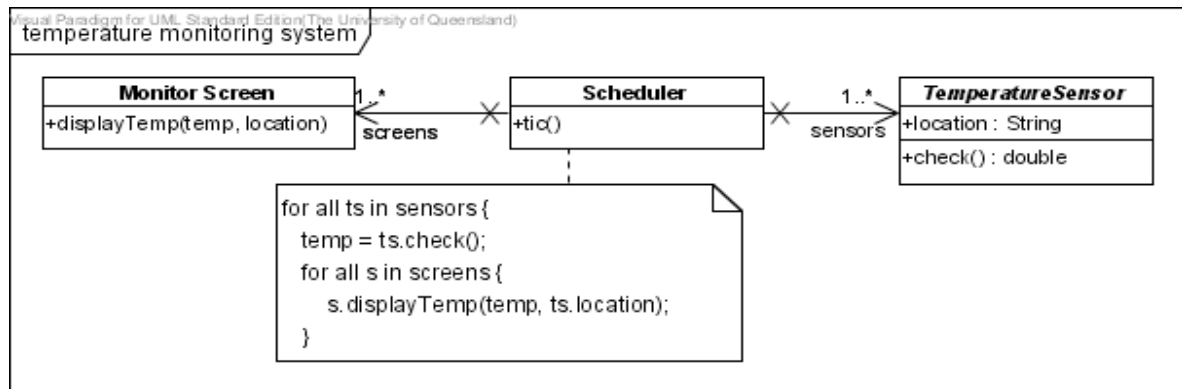 Visual Paradigm for UML Standard Edition(The University of Queensland)
temperature monitoring system
Monitor Screen
+displayTemp(temp, location)
1..*
screens
Scheduler
+tic()
1..*
sensors
TemperatureSensor
+location : String
+check() : double
for all ts in sensors {
temp = ts.check();
for all s in screens {
s.displayTemp(temp, ts.location);
}